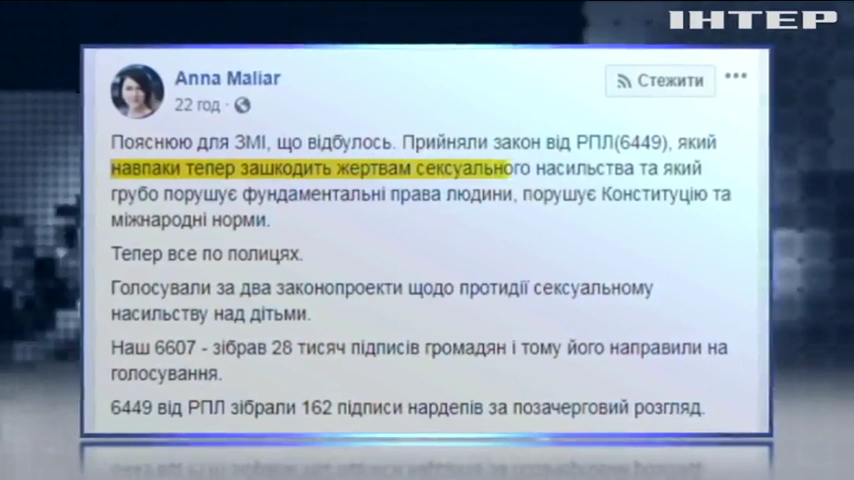 ІНТЕР
Anna Maliar
22 год ·
Стежити
Пояснюю для ЗМІ, що відбулось. Прийняли закон від РПЛ(6449), який
навпаки тепер зашкодить жертвам сексуального насильства та який
грубо порушує фундаментальні права людини, порушує Конституцію та
міжнародні норми.
Тепер все по полицях.
Голосували за два законопроекти щодо протидії сексуальному
насильству над дітьми.
Наш 6607 - зібрав 28 тисяч підписів громадян і тому його направили на
голосування.
6449 від РПЛ зібрали 162 підписи нардепів за позачерговий розгляд.